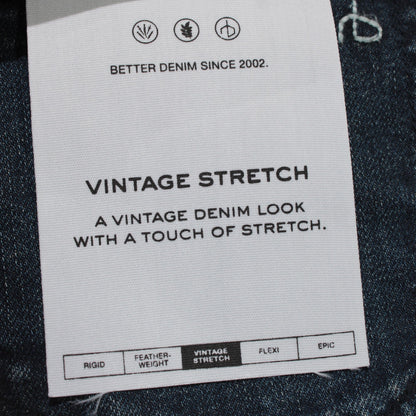 BETTER DENIM SINCE 2002.
VINTAGE STRETCH
A VINTAGE DENIM LOOK
WITH A TOUCH OF STRETCH.
RIGID
FEATHER-
WEIGHT
VINTAGE
STRETCH
FLEXI
EPIC